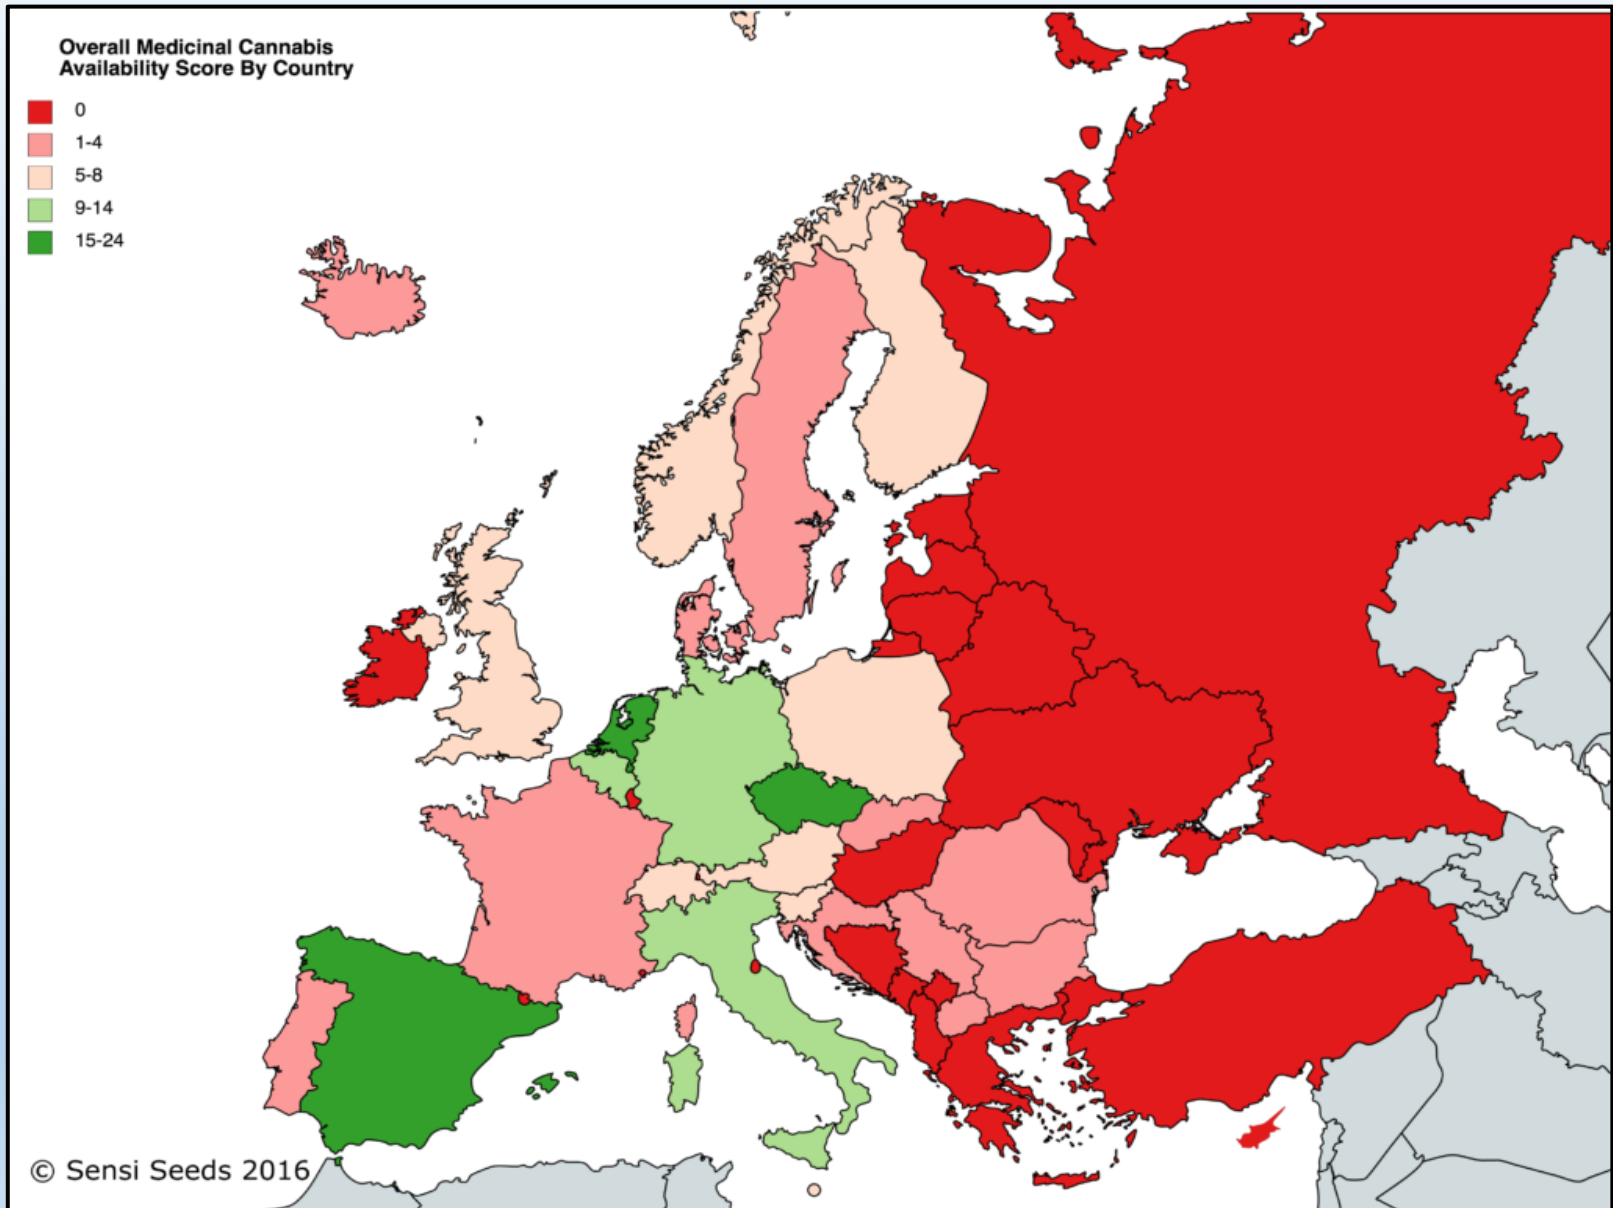 Overall Medicinal Cannabis
Availability Score By Country
0
1-4
5-8
9-14
15-24
© Sensi Seeds 2016